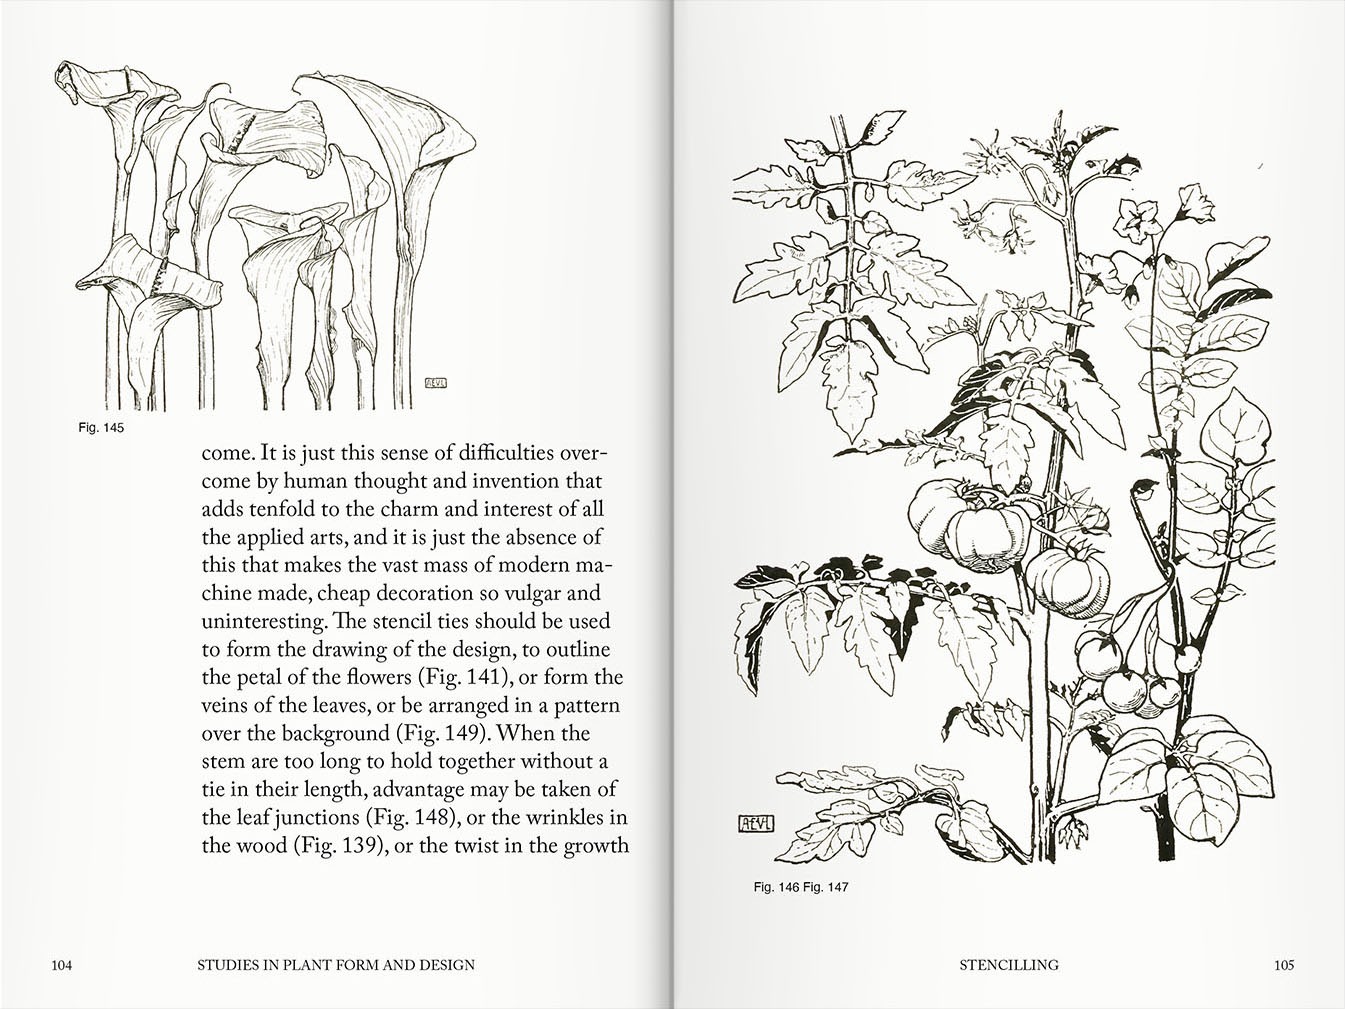 AEVL
Fig. 145
come. It is just this sense of difficulties over-
come by human thought and invention that
adds tenfold to the charm and interest of all
the applied arts, and it is just the absence of
this that makes the vast mass of modern ma-
chine made, cheap decoration so vulgar and
uninteresting. The stencil ties should be used
to form the drawing of the design, to outline
the petal of the flowers (Fig. 141), or form the
veins of the leaves, or be arranged in a pattern
over the background (Fig. 149). When the
stem are too long to hold together without a
tie in their length, advantage may be taken of
the leaf junctions (Fig. 148), or the wrinkles in
the wood (Fig. 139), or the twist in the growth
104 STUDIES IN PLANT FORM AND DESIGN
AEVL
Fig. 146 Fig. 147
STENCILLING 105